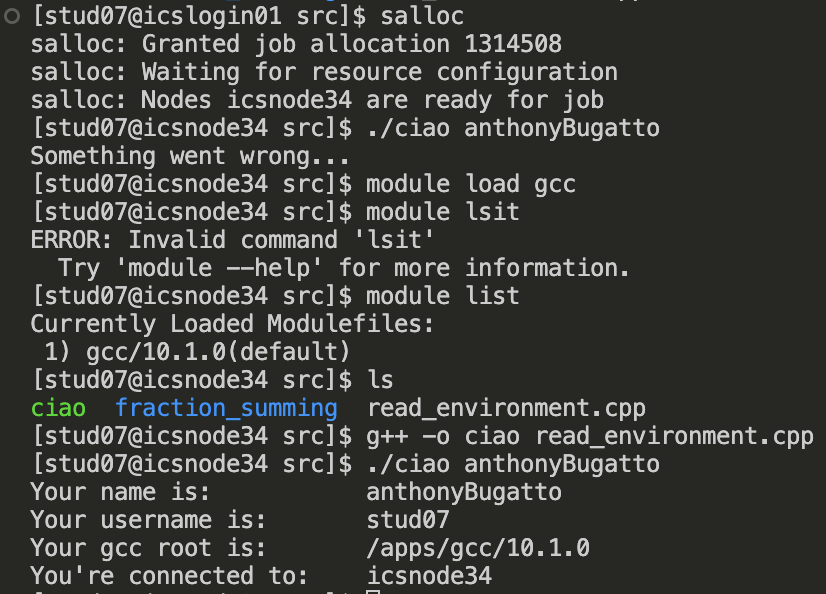 [stud07@icslogin01 src]$ salloc
salloc: Granted job allocation 1314508
salloc: Waiting for resource configuration
salloc: Nodes icsnode34 are ready for job
[stud07@icsnode34 src]$ ./ciao anthonyBugatto
Something went wrong...
[stud07@icsnode34 src]$ module load gcc
[stud07@icsnode34 src]$ module lsit
ERROR: Invalid command 'lsit'
  Try 'module --help' for more information.
[stud07@icsnode34 src]$ module list
Currently Loaded Modulefiles:
 1) gcc/10.1.0(default)
[stud07@icsnode34 src]$ ls
ciao  fraction_summing  read_environment.cpp
[stud07@icsnode34 src]$ g++ -o ciao read_environment.cpp
[stud07@icsnode34 src]$ ./ciao anthonyBugatto
Your name is:           anthonyBugatto
Your username is:       stud07
Your gcc root is:       /apps/gcc/10.1.0
You're connected to:    icsnode34